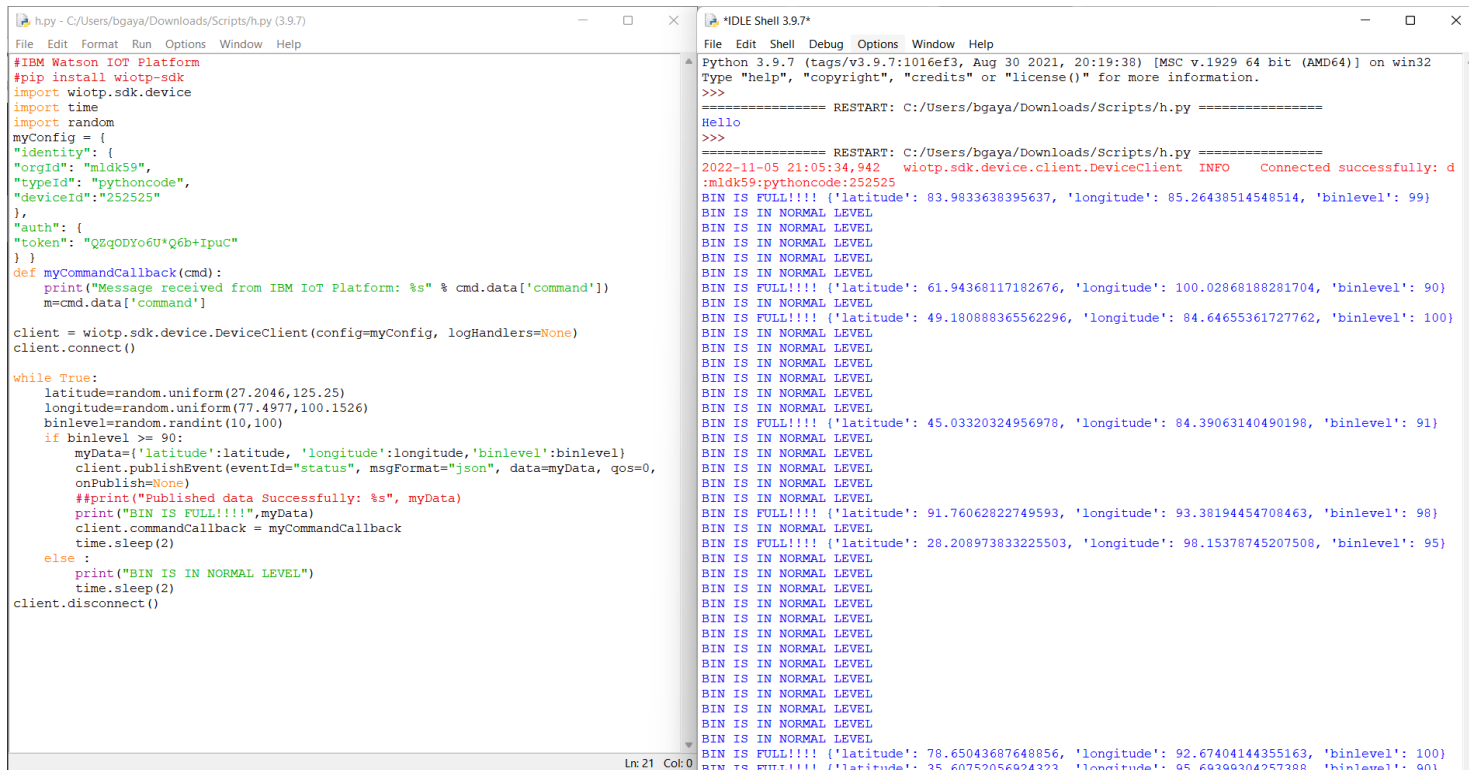 h.py - C:/Users/bgaya/Downloads/Scripts/h.py (3.9.7)
File Edit Format Run Options Window Help
#IBM Watson IOT Platform
#pip install wiotp-sdk
import wiotp.sdk.device
import time
import random
myConfig = {
"identity": {
"orgId": "mldk59",
"typeId": "pythoncode",
"deviceId":"252525"
},
"auth": {
"token": "QZqODYo6U*Q6b+IpuC"
} }
def myCommandCallback(cmd):
    print("Message received from IBM IoT Platform: %s" % cmd.data['command'])
    m=cmd.data['command']
client = wiotp.sdk.device.DeviceClient(config=myConfig, logHandlers=None)
client.connect()
while True:
    latitude=random.uniform(27.2046,125.25)
    longitude=random.uniform(77.4977,100.1526)
    binlevel=random.randint(10,100)
    if binlevel >= 90:
        myData={'latitude':latitude, 'longitude':longitude,'binlevel':binlevel}
        client.publishEvent(eventId="status", msgFormat="json", data=myData, qos=0,
        onPublish=None)
        ##print("Published data Successfully: %s", myData)
        print("BIN IS FULL!!!!",myData)
        client.commandCallback = myCommandCallback
        time.sleep(2)
    else :
        print("BIN IS IN NORMAL LEVEL")
        time.sleep(2)
client.disconnect()
Ln: 21 Col: 0
*IDLE Shell 3.9.7*
File Edit Shell Debug Options Window Help
Python 3.9.7 (tags/v3.9.7:1016ef3, Aug 30 2021, 20:19:38) [MSC v.1929 64 bit (AMD64)] on win32
Type "help", "copyright", "credits" or "license()" for more information.
>>>
================ RESTART: C:/Users/bgaya/Downloads/Scripts/h.py ================
Hello
>>>
================ RESTART: C:/Users/bgaya/Downloads/Scripts/h.py ================
2022-11-05 21:05:34,942   wiotp.sdk.device.client.DeviceClient  INFO    Connected successfully: d
:mldk59:pythoncode:252525
BIN IS FULL!!!! {'latitude': 83.9833638395637, 'longitude': 85.26438514548514, 'binlevel': 99}
BIN IS IN NORMAL LEVEL
BIN IS IN NORMAL LEVEL
BIN IS IN NORMAL LEVEL
BIN IS IN NORMAL LEVEL
BIN IS IN NORMAL LEVEL
BIN IS FULL!!!! {'latitude': 61.94368117182676, 'longitude': 100.02868188281704, 'binlevel': 90}
BIN IS IN NORMAL LEVEL
BIN IS FULL!!!! {'latitude': 49.180888365562296, 'longitude': 84.64655361727762, 'binlevel': 100}
BIN IS IN NORMAL LEVEL
BIN IS IN NORMAL LEVEL
BIN IS IN NORMAL LEVEL
BIN IS IN NORMAL LEVEL
BIN IS IN NORMAL LEVEL
BIN IS IN NORMAL LEVEL
BIN IS FULL!!!! {'latitude': 45.03320324956978, 'longitude': 84.39063140490198, 'binlevel': 91}
BIN IS IN NORMAL LEVEL
BIN IS IN NORMAL LEVEL
BIN IS IN NORMAL LEVEL
BIN IS IN NORMAL LEVEL
BIN IS IN NORMAL LEVEL
BIN IS FULL!!!! {'latitude': 91.76062822749593, 'longitude': 93.38194454708463, 'binlevel': 98}
BIN IS IN NORMAL LEVEL
BIN IS FULL!!!! {'latitude': 28.208973833225503, 'longitude': 98.15378745207508, 'binlevel': 95}
BIN IS IN NORMAL LEVEL
BIN IS IN NORMAL LEVEL
BIN IS IN NORMAL LEVEL
BIN IS IN NORMAL LEVEL
BIN IS IN NORMAL LEVEL
BIN IS IN NORMAL LEVEL
BIN IS IN NORMAL LEVEL
BIN IS IN NORMAL LEVEL
BIN IS IN NORMAL LEVEL
BIN IS IN NORMAL LEVEL
BIN IS IN NORMAL LEVEL
BIN IS IN NORMAL LEVEL
BIN IS IN NORMAL LEVEL
BIN IS FULL!!!! {'latitude': 78.65043687648856, 'longitude': 92.67404144355163, 'binlevel': 100}
BIN IS FULL!!!! {'latitude': 35.60752056924323, 'longitude': 95.69399304257388, 'binlevel': 90}